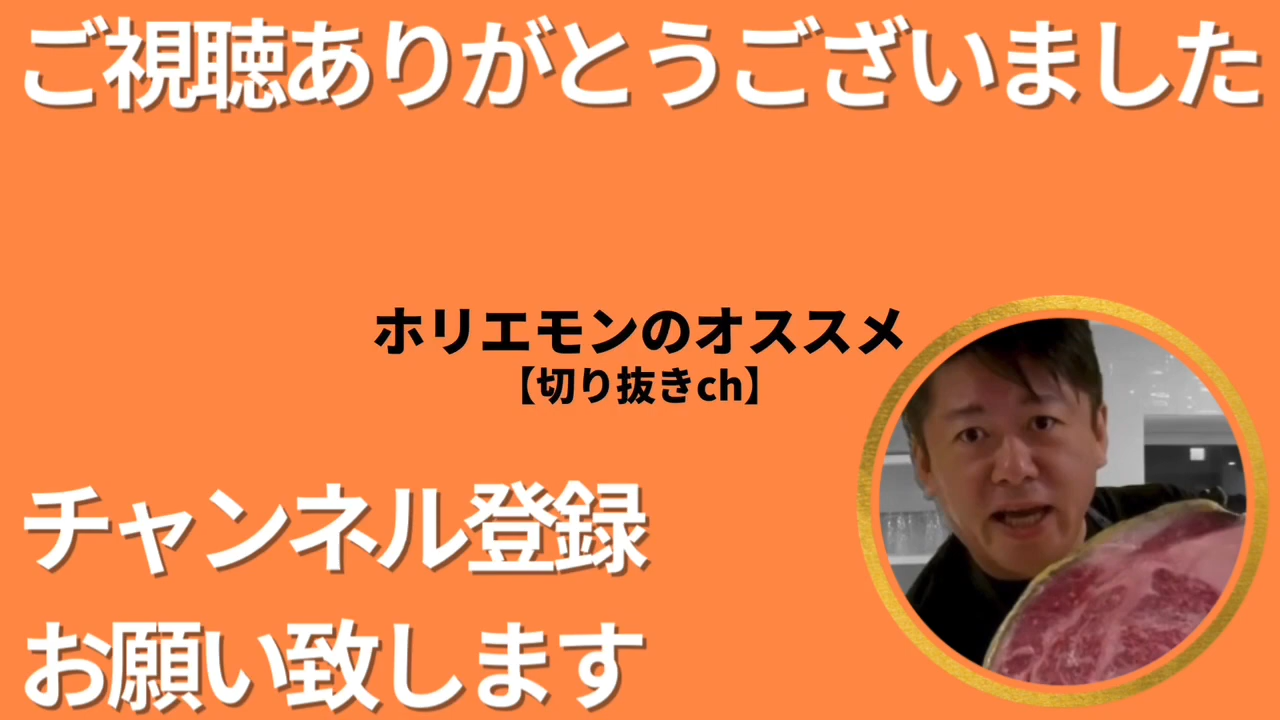 ご視聴ありがとうございました
ホリエモンのオススメ
【切り抜きch】
チャンネル登録
お願い致します